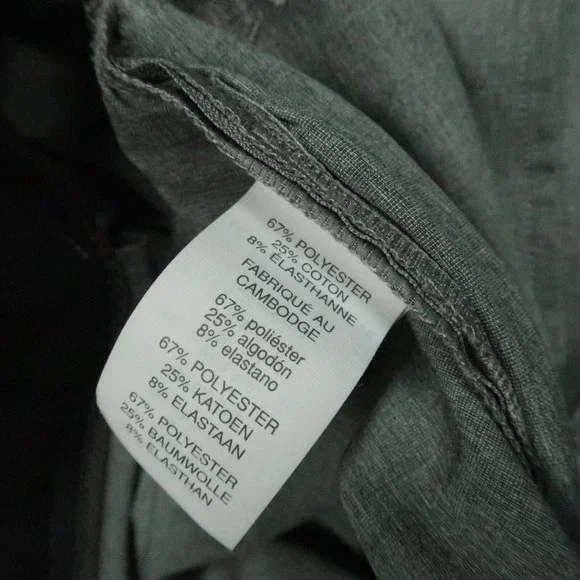 67% POLYESTER
25% COTON
8% ÉLASTHANNE
FABRIQUÉ AU
CAMBODGE
67% poliéster
25% algodón
8% elastano
67% POLYESTER
25% KATOEN
8% ELASTAAN
67% POLYESTER
25% BAUMWOLLE
8% ELASTHAN